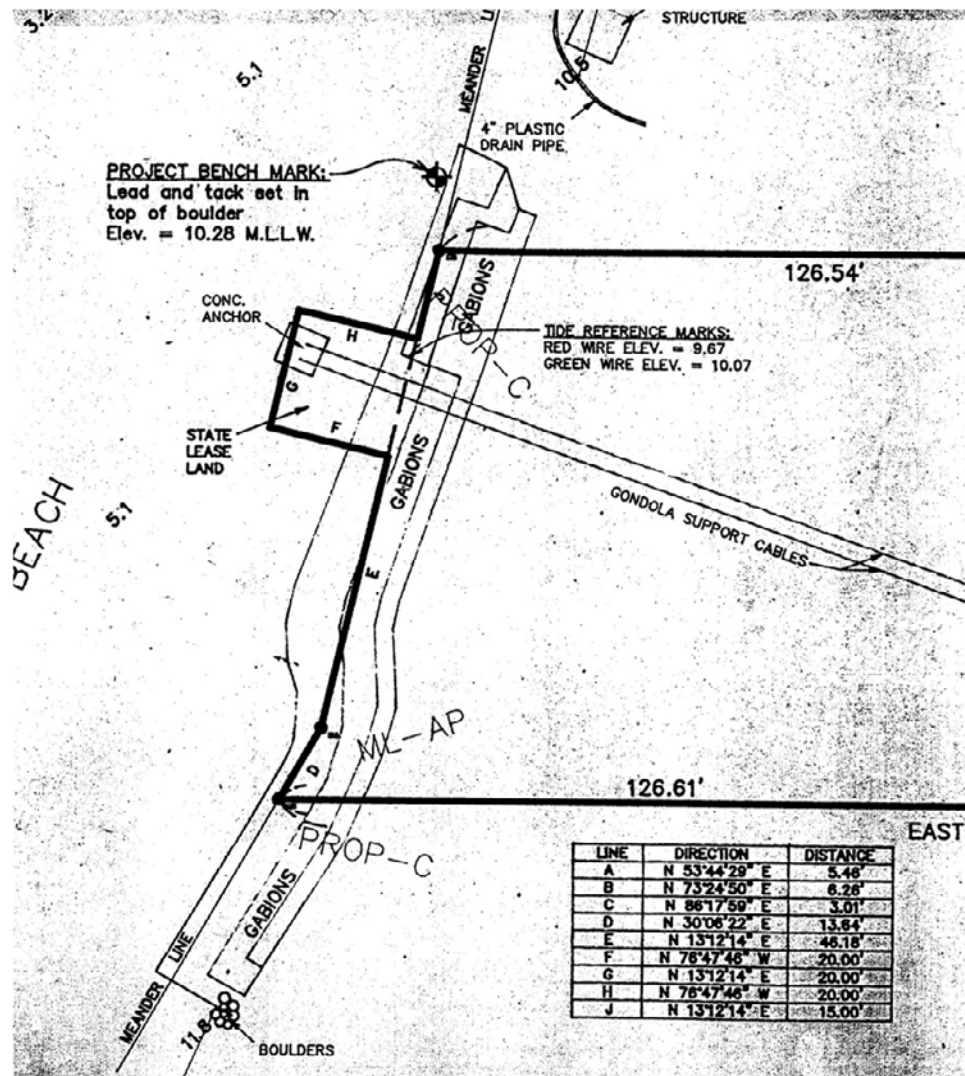 3.2
5.1
MEANDER
STRUCTURE
10.5
4" PLASTIC
DRAIN PIPE
PROJECT BENCH MARK:
Lead and tack set in
top of boulder
Elev. = 10.28 M.L.L.W.
126.54'
GABIONS
PROP-C
CONC.
ANCHOR
H
TIDE REFERENCE MARKS:
RED WIRE ELEV. = 9.67
GREEN WIRE ELEV. = 10.07
G
F
STATE
LEASE
LAND
GABIONS
GONDOLA SUPPORT CABLES
BEACH
5.1
E
ML-AP
D
126.61'
PROP-C
EAST
GABIONS
MEANDER LINE
11.8
BOULDERS
LINE DIRECTION DISTANCE
A N 53°44'29" E 5.46'
B N 73°24'50" E 6.26'
C N 86°17'59" E 3.01'
D N 30°06'22" E 13.64'
E N 13°12'14" E 46.18'
F N 76°47'46" W 20.00'
G N 13°12'14" E 20.00'
H N 76°47'46" W 20.00'
J N 13°12'14" E 15.00'